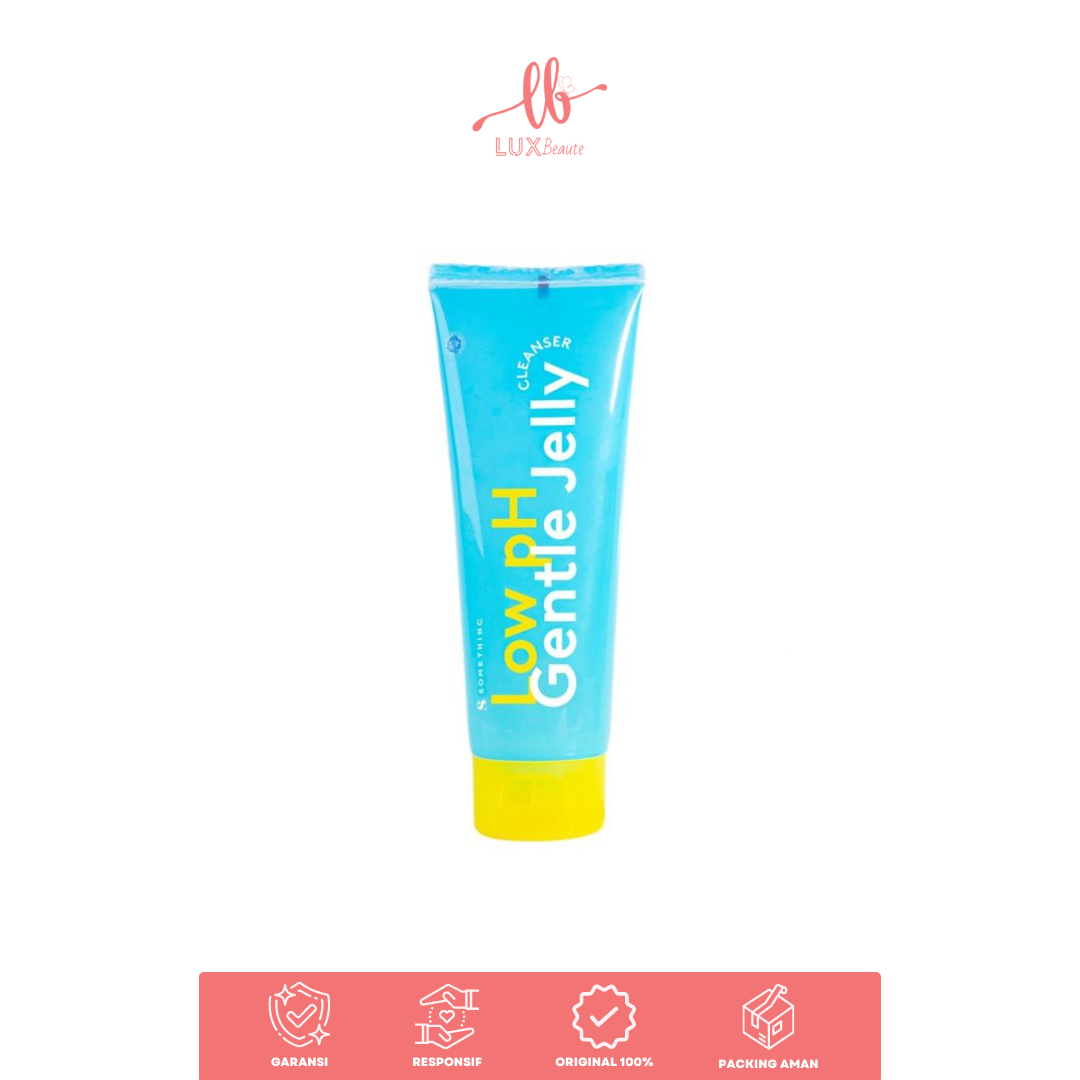 lb
LUX Beaute
CLEANSER
Low pH
Gentle Jelly
S SOMETHINC
GARANSI
RESPONSIF
ORIGINAL 100%
PACKING AMAN